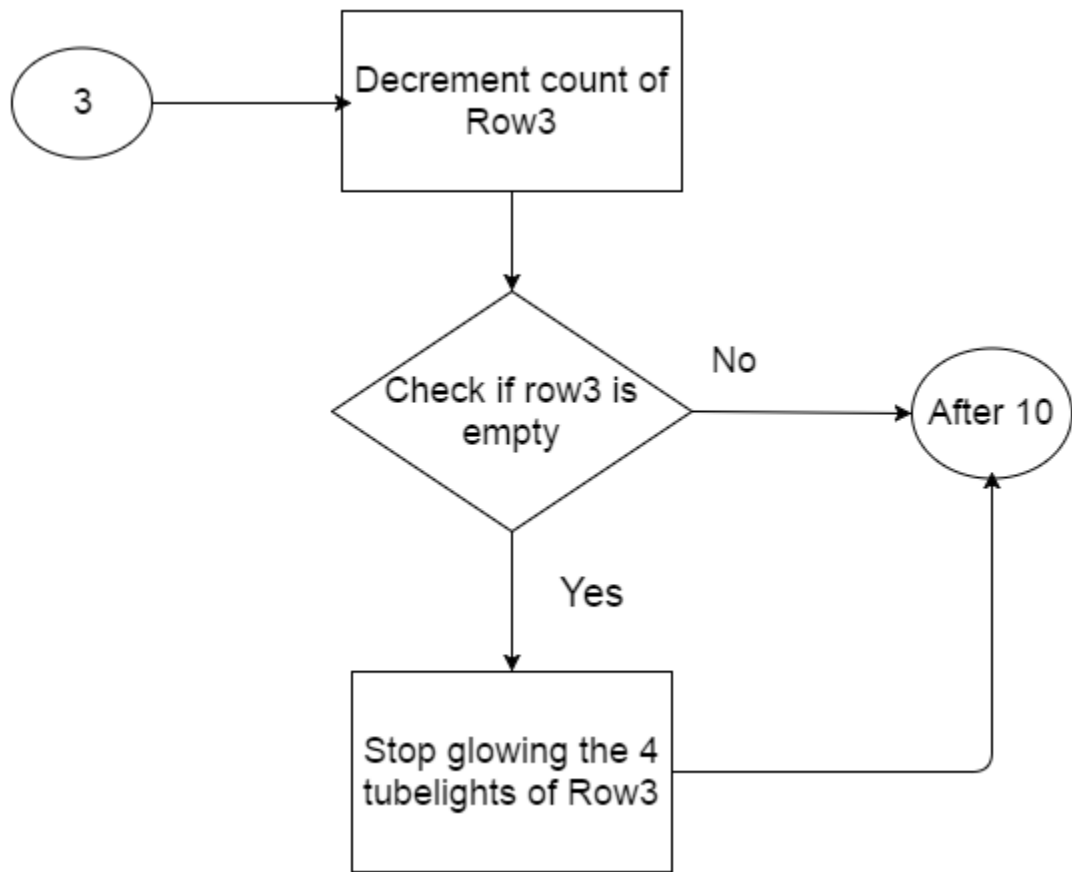 3
Decrement count of
Row3
Check if row3 is
empty
No
After 10
Yes
Stop glowing the 4
tubelights of Row3